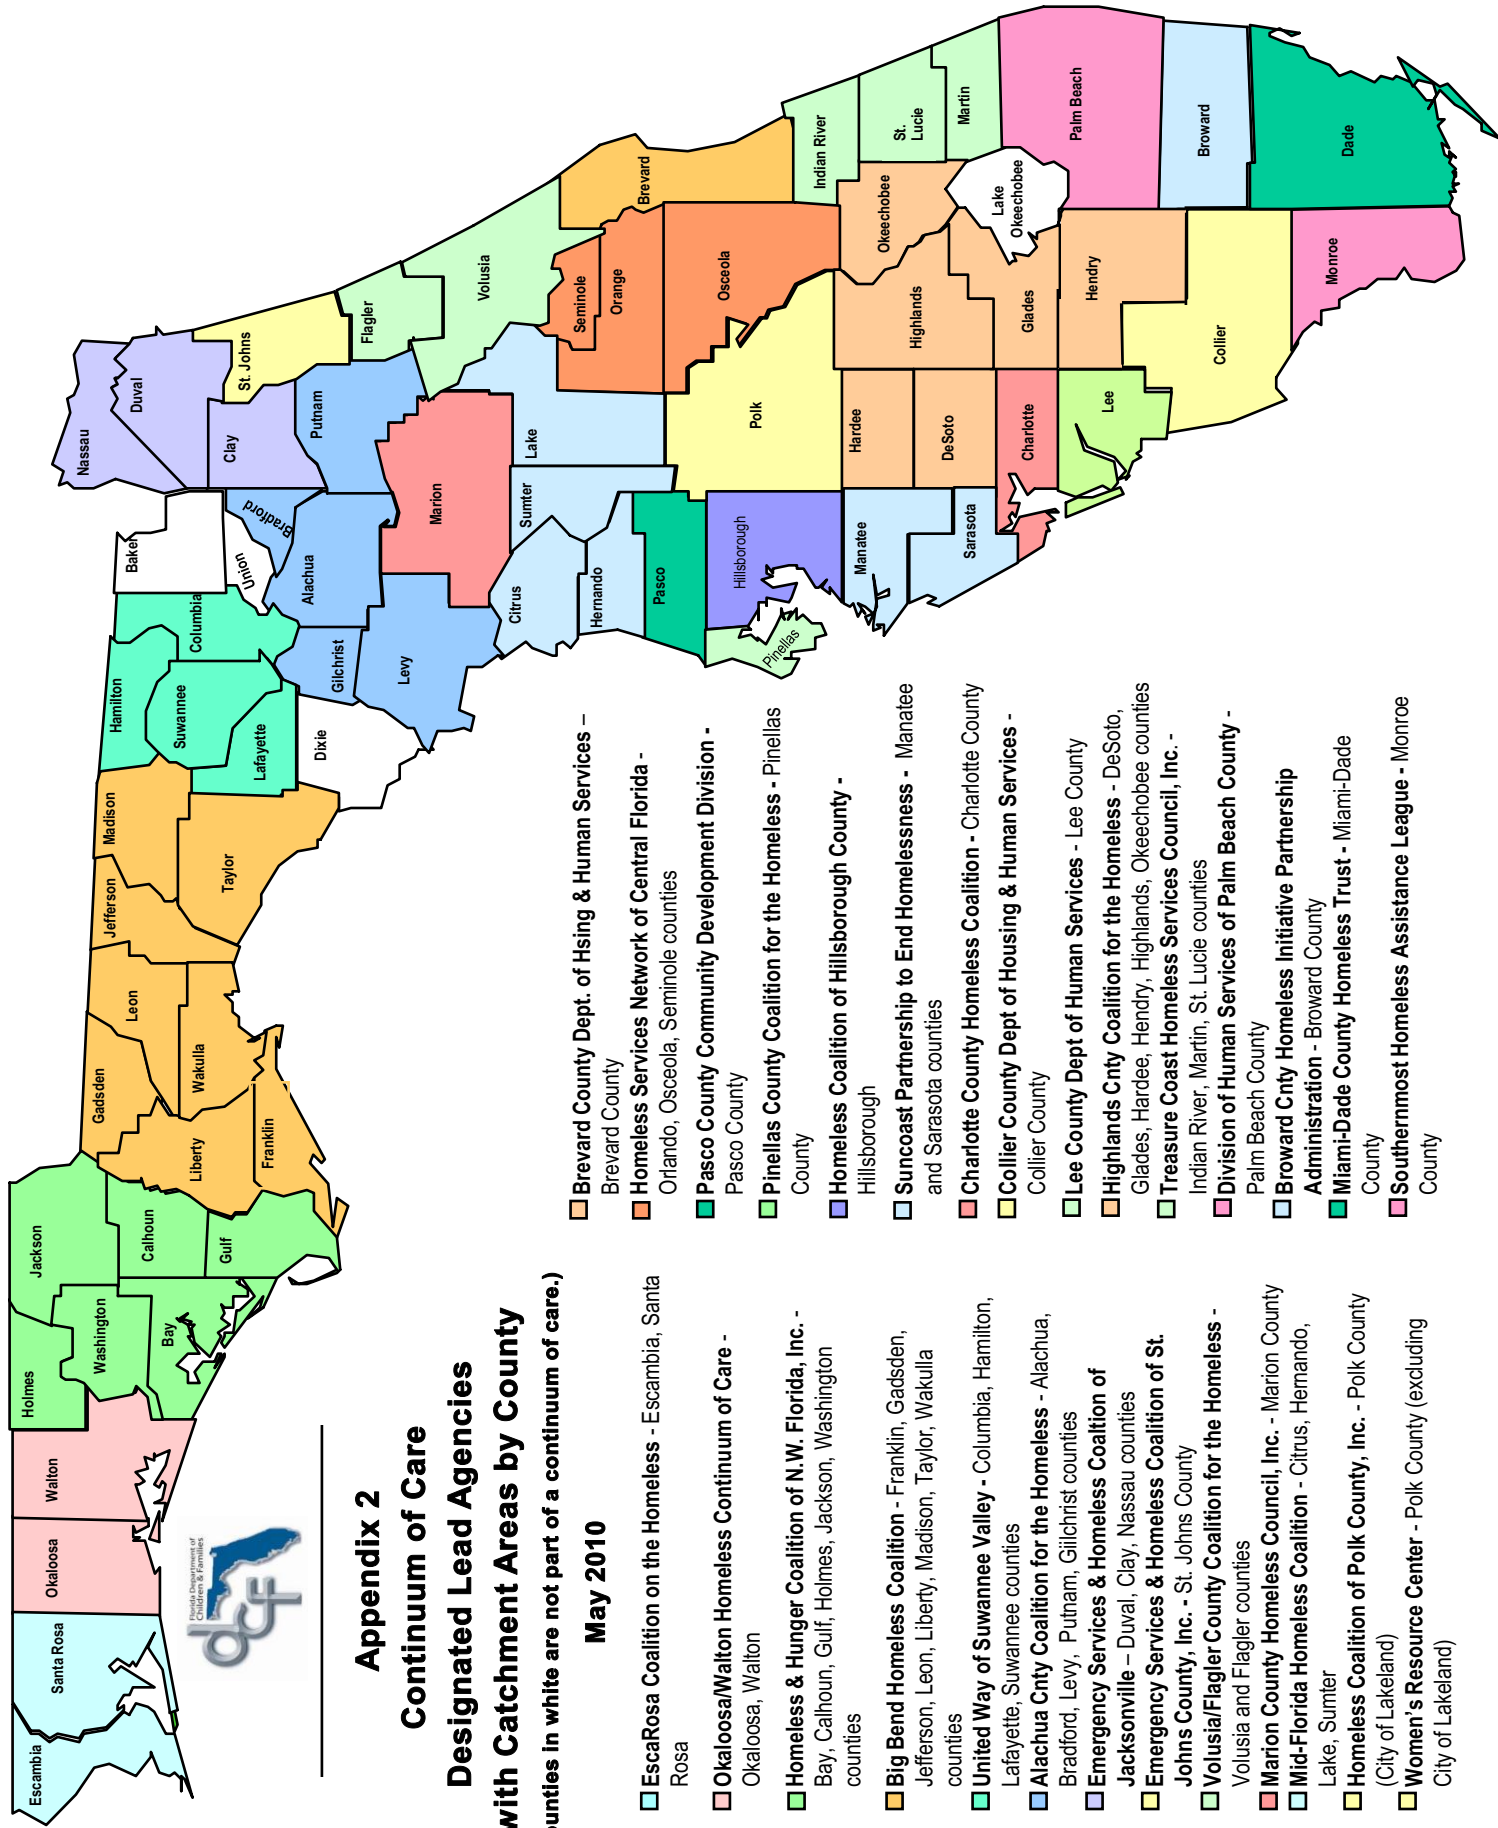 Appendix 2
Continuum of Care
Designated Lead Agencies
with Catchment Areas by County
ounties in white are not part of a continuum of care.)
May 2010
Florida Department of
Children & Families
dcf
EscaRosa Coalition on the Homeless - Escambia, Santa
Rosa
Okaloosa/Walton Homeless Continuum of Care -
Okaloosa, Walton
Homeless & Hunger Coalition of N.W. Florida, Inc. -
Bay, Calhoun, Gulf, Holmes, Jackson, Washington
counties
Big Bend Homeless Coalition - Franklin, Gadsden,
Jefferson, Leon, Liberty, Madison, Taylor, Wakulla
counties
United Way of Suwannee Valley - Columbia, Hamilton,
Lafayette, Suwannee counties
Alachua Cnty Coalition for the Homeless - Alachua,
Bradford, Levy, Putnam, Gilchrist counties
Emergency Services & Homeless Coalition of
Jacksonville – Duval, Clay, Nassau counties
Emergency Services & Homeless Coalition of St.
Johns County, Inc. - St. Johns County
Volusia/Flagler County Coalition for the Homeless -
Volusia and Flagler counties
Marion County Homeless Council, Inc. - Marion County
Mid-Florida Homeless Coalition - Citrus, Hernando,
Lake, Sumter
Homeless Coalition of Polk County, Inc. - Polk County
(City of Lakeland)
Women's Resource Center - Polk County (excluding
City of Lakeland)
Brevard County Dept. of Hsing & Human Services –
Brevard County
Homeless Services Network of Central Florida -
Orlando, Osceola, Seminole counties
Pasco County Community Development Division -
Pasco County
Pinellas County Coalition for the Homeless - Pinellas
County
Homeless Coalition of Hillsborough County -
Hillsborough
Suncoast Partnership to End Homelessness - Manatee
and Sarasota counties
Charlotte County Homeless Coalition - Charlotte County
Collier County Dept of Housing & Human Services -
Collier County
Lee County Dept of Human Services - Lee County
Highlands Cnty Coalition for the Homeless - DeSoto,
Glades, Hardee, Hendry, Highlands, Okeechobee counties
Treasure Coast Homeless Services Council, Inc. -
Indian River, Martin, St. Lucie counties
Division of Human Services of Palm Beach County -
Palm Beach County
Broward Cnty Homeless Initiative Partnership
Administration - Broward County
Miami-Dade County Homeless Trust - Miami-Dade
County
Southernmost Homeless Assistance League - Monroe
County
Escambia
Santa Rosa
Okaloosa
Walton
Holmes
Washington
Bay
Jackson
Calhoun
Gulf
Gadsden
Liberty
Franklin
Leon
Wakulla
Jefferson
Madison
Taylor
Hamilton
Suwannee
Lafayette
Columbia
Dixie
Gilchrist
Levy
Baker
Union
Bradford
Alachua
Nassau
Duval
Clay
St. Johns
Putnam
Flagler
Volusia
Marion
Citrus
Sumter
Lake
Hernando
Pasco
Hillsborough
Pinellas
Seminole
Orange
Osceola
Brevard
Polk
Indian River
Manatee
Sarasota
Hardee
DeSoto
Highlands
Okeechobee
St.
Lucie
Martin
Charlotte
Glades
Lake
Okeechobee
Lee
Hendry
Palm Beach
Collier
Broward
Monroe
Dade